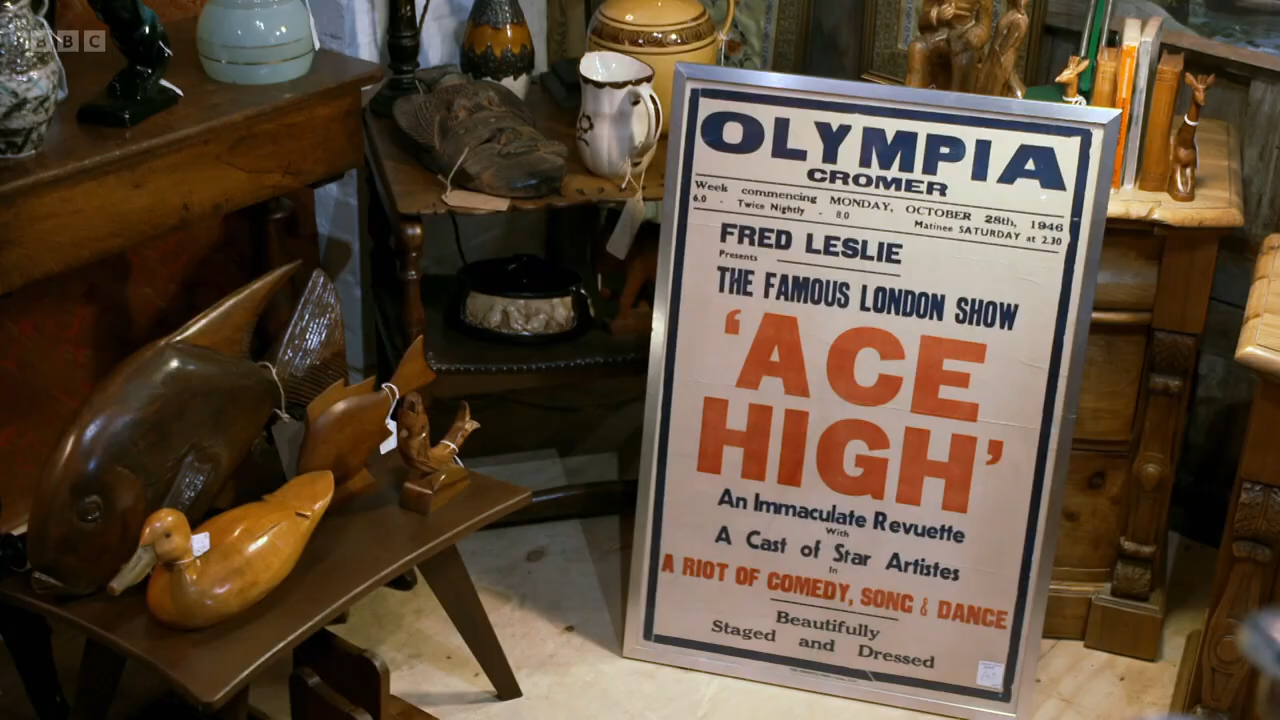 BBC
OLYMPIA
CROMER
Week commencing MONDAY, OCTOBER 28th, 1946
6.0 - Twice Nightly - 8.0 Matinee SATURDAY at 2.30
FRED LESLIE
Presents
THE FAMOUS LONDON SHOW
‘ACE
HIGH’
An Immaculate Revuette
With
A Cast of Star Artistes
In
A RIOT OF COMEDY, SONG & DANCE
Beautifully
Staged and Dressed